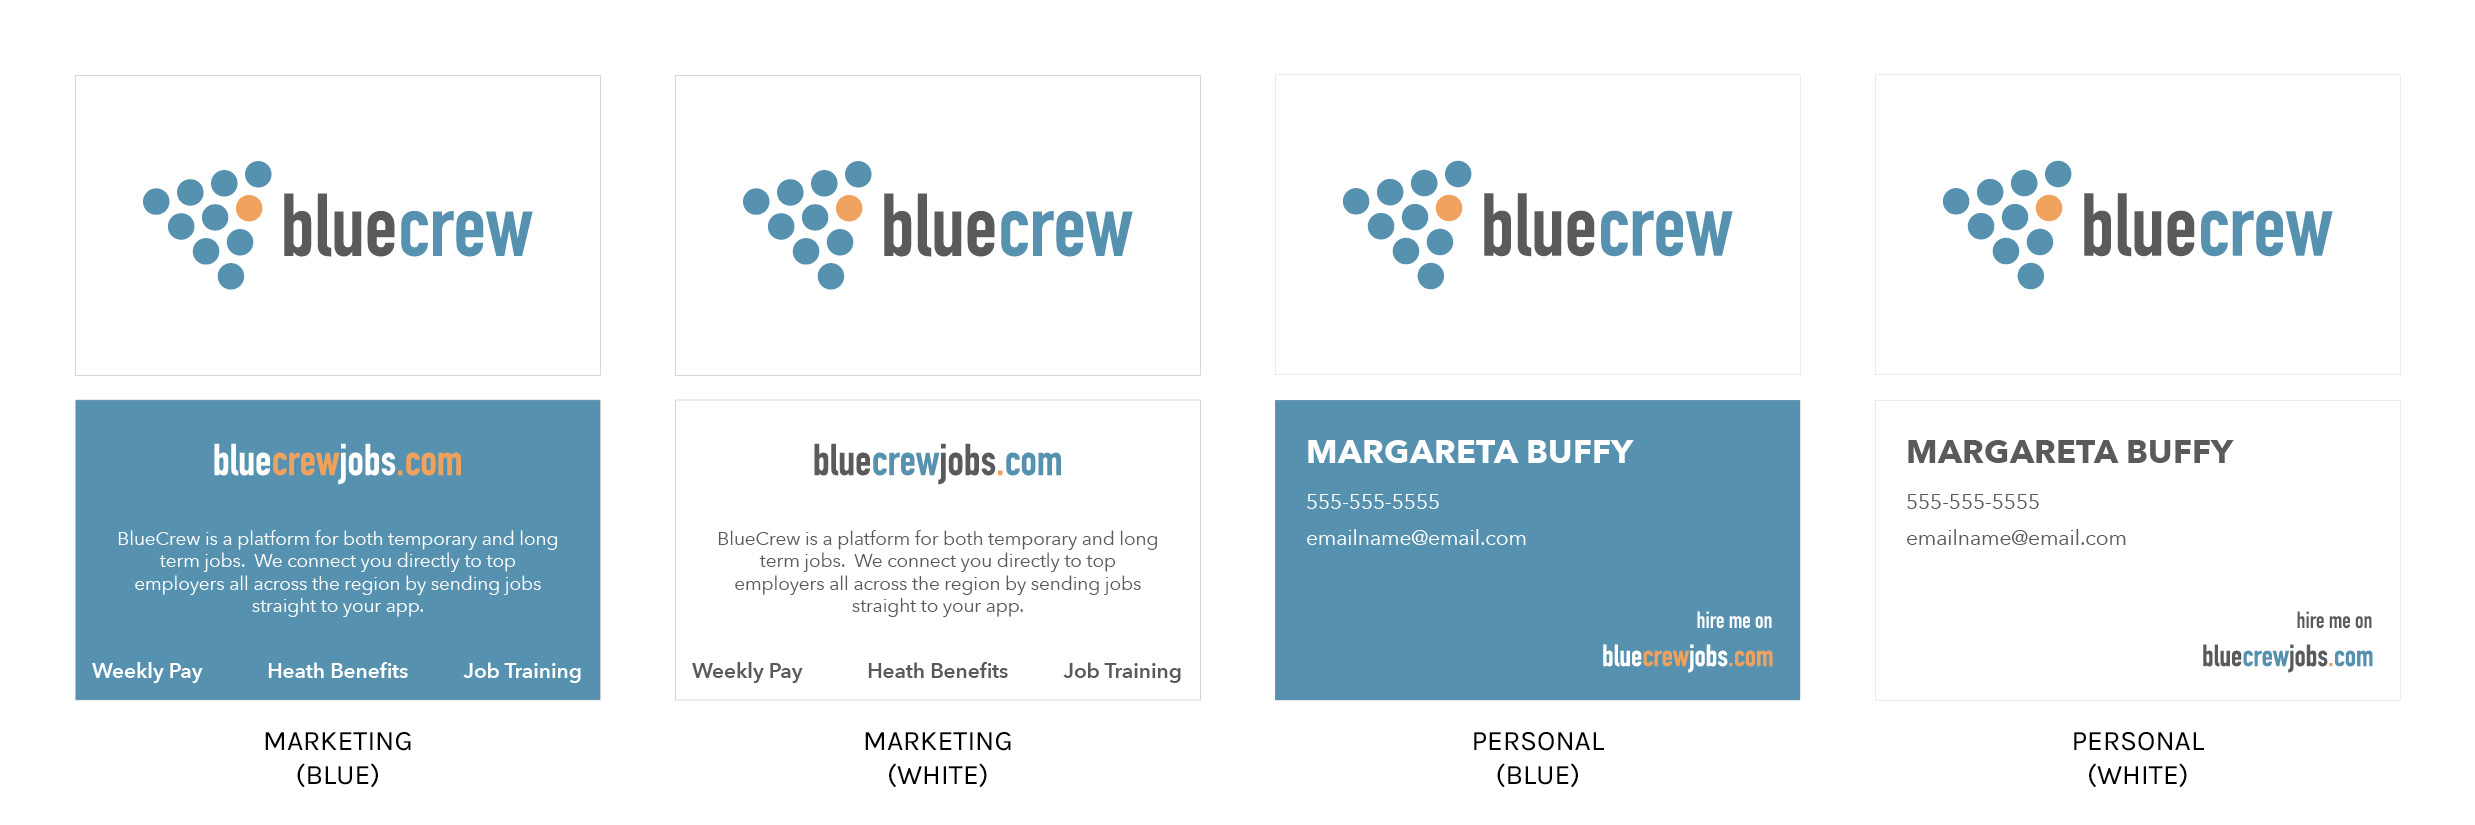 bluecrew
bluecrew
bluecrew
bluecrew
bluecrewjobs.com
BlueCrew is a platform for both temporary and long
term jobs.  We connect you directly to top
employers all across the region by sending jobs
straight to your app.
Weekly Pay
Heath Benefits
Job Training
MARKETING
(BLUE)
bluecrewjobs.com
BlueCrew is a platform for both temporary and long
term jobs.  We connect you directly to top
employers all across the region by sending jobs
straight to your app.
Weekly Pay
Heath Benefits
Job Training
MARKETING
(WHITE)
MARGARETA BUFFY
555-555-5555
emailname@email.com
hire me on
bluecrewjobs.com
PERSONAL
(BLUE)
MARGARETA BUFFY
555-555-5555
emailname@email.com
hire me on
bluecrewjobs.com
PERSONAL
(WHITE)